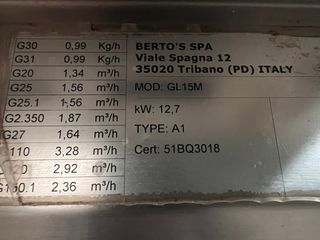 G30 0,99 Kg/h
G31 0,99 Kg/h
G20 1,34 m³/h
G25 1,56 m³/h
G25.1 1,56 m³/h
G2.350 1,87 m³/h
G27 1,64 m³/h
110 3,28 m³/h
20 2,92 m³/h
2,36 m³/h
BERTO'S SPA
Viale Spagna 12
35020 Tribano (PD) ITALY
MOD: GL15M
kW: 12,7
TYPE: A1
Cert: 51BQ3018